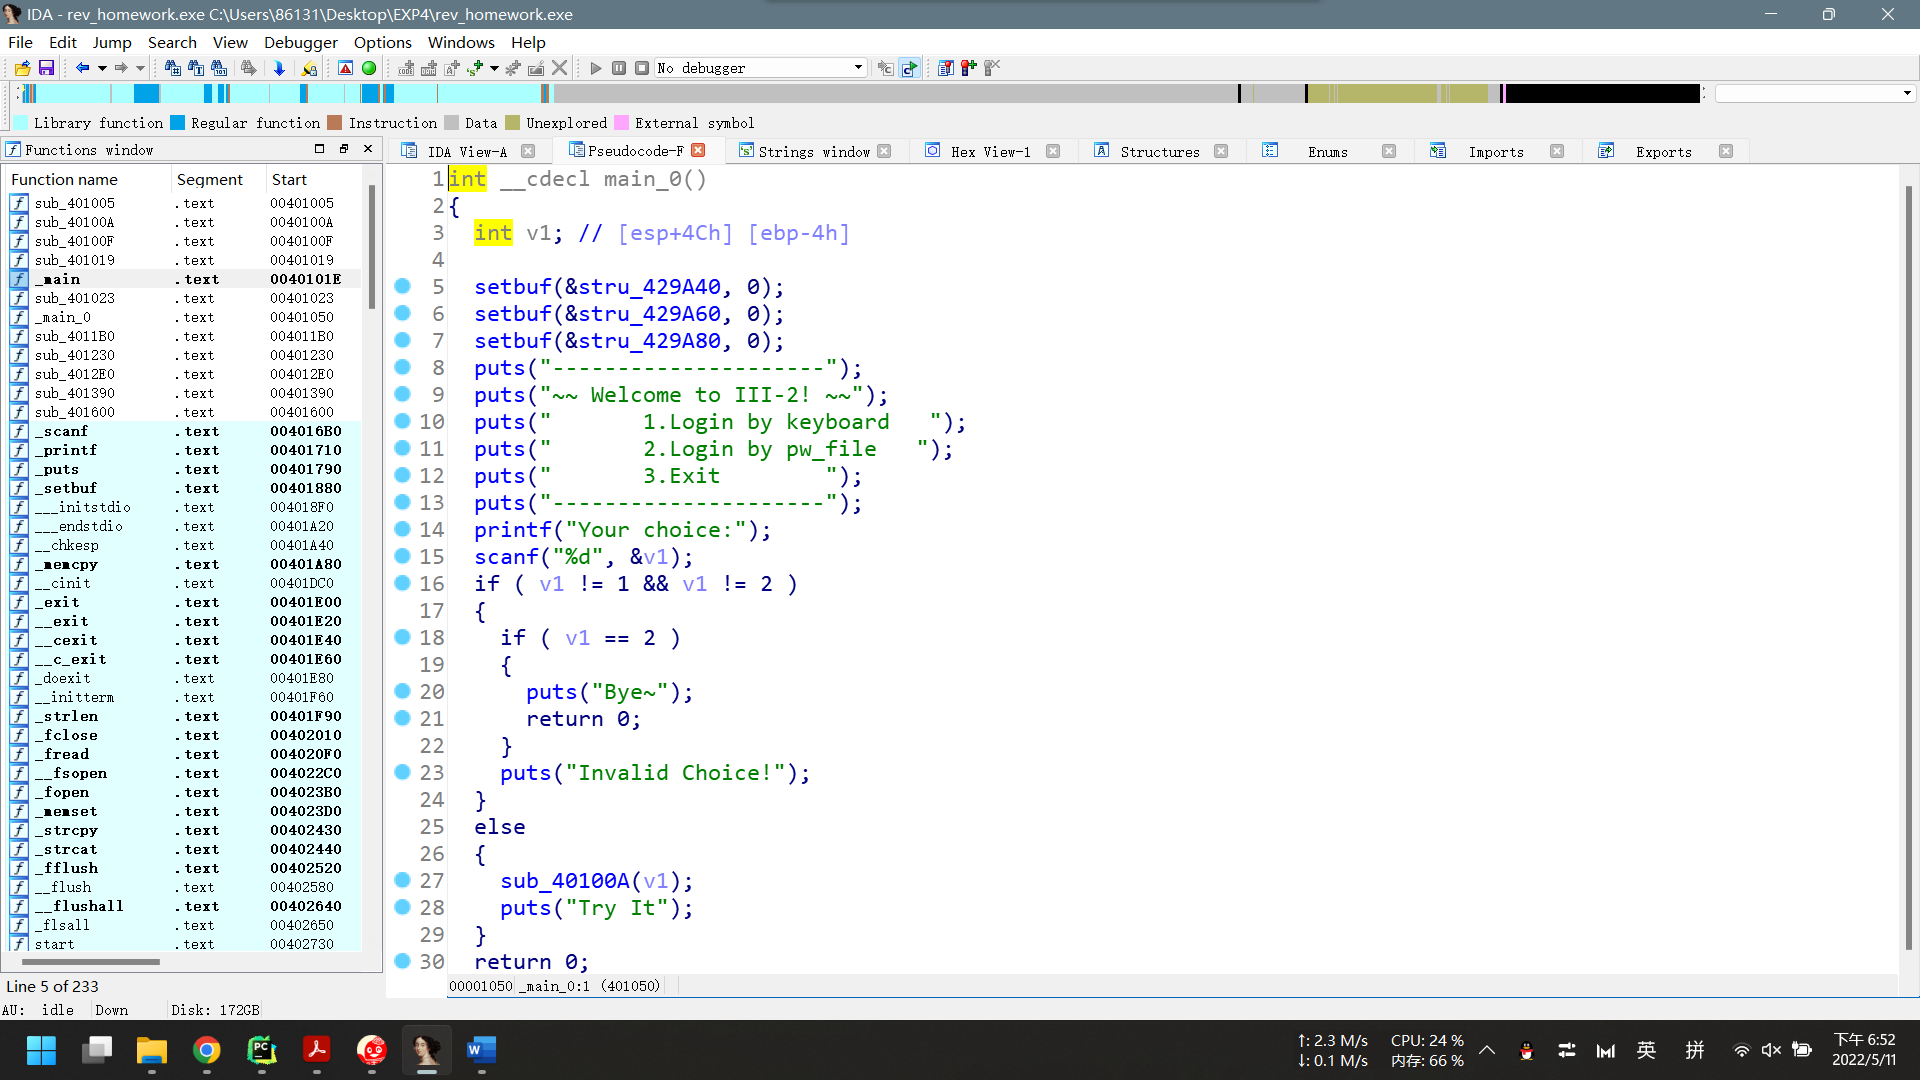 IDA - rev_homework.exe C:\Users\86131\Desktop\EXP4\rev_homework.exe
File Edit Jump Search View Debugger Options Windows Help
No debugger
Library function Regular function Instruction Data Unexplored External symbol
Functions window
IDA View-A Pseudocode-F Strings window Hex View-1 Structures Enums Imports Exports
Function name Segment Start
sub_401005 .text 00401005
sub_40100A .text 0040100A
sub_40100F .text 0040100F
sub_401019 .text 00401019
_main .text 0040101E
sub_401023 .text 00401023
_main_0 .text 00401050
sub_4011B0 .text 004011B0
sub_401230 .text 00401230
sub_4012E0 .text 004012E0
sub_401390 .text 00401390
sub_401600 .text 00401600
_scanf .text 004016B0
_printf .text 00401710
_puts .text 00401790
_setbuf .text 00401880
___initstdio .text 004018F0
___endstdio .text 00401A20
__chkesp .text 00401A40
_memcpy .text 00401A80
__cinit .text 00401DC0
_exit .text 00401E00
__exit .text 00401E20
__cexit .text 00401E40
__c_exit .text 00401E60
_doexit .text 00401E80
__initterm .text 00401F60
_strlen .text 00401F90
_fclose .text 00402010
_fread .text 004020F0
__fsopen .text 004022C0
_fopen .text 004023B0
_memset .text 004023D0
_strcpy .text 00402430
_strcat .text 00402440
_fflush .text 00402520
__flush .text 00402580
__flushall .text 00402640
_flsall .text 00402650
start .text 00402730
Line 5 of 233
1 int __cdecl main_0()
2 {
3   int v1; // [esp+4Ch] [ebp-4h]
4
5   setbuf(&stru_429A40, 0);
6   setbuf(&stru_429A60, 0);
7   setbuf(&stru_429A80, 0);
8   puts("---------------------");
9   puts("~~ Welcome to III-2! ~~");
10   puts("       1.Login by keyboard   ");
11   puts("       2.Login by pw_file   ");
12   puts("       3.Exit        ");
13   puts("---------------------");
14   printf("Your choice:");
15   scanf("%d", &v1);
16   if ( v1 != 1 && v1 != 2 )
17   {
18     if ( v1 == 2 )
19     {
20       puts("Bye~");
21       return 0;
22     }
23     puts("Invalid Choice!");
24   }
25   else
26   {
27     sub_40100A(v1);
28     puts("Try It");
29   }
30   return 0;
00001050 _main_0:1 (401050)
AU: idle Down Disk: 172GB
↑: 2.3 M/s CPU: 24 %
↓: 0.1 M/s 内存: 66 %
英 拼
下午 6:52
2022/5/11